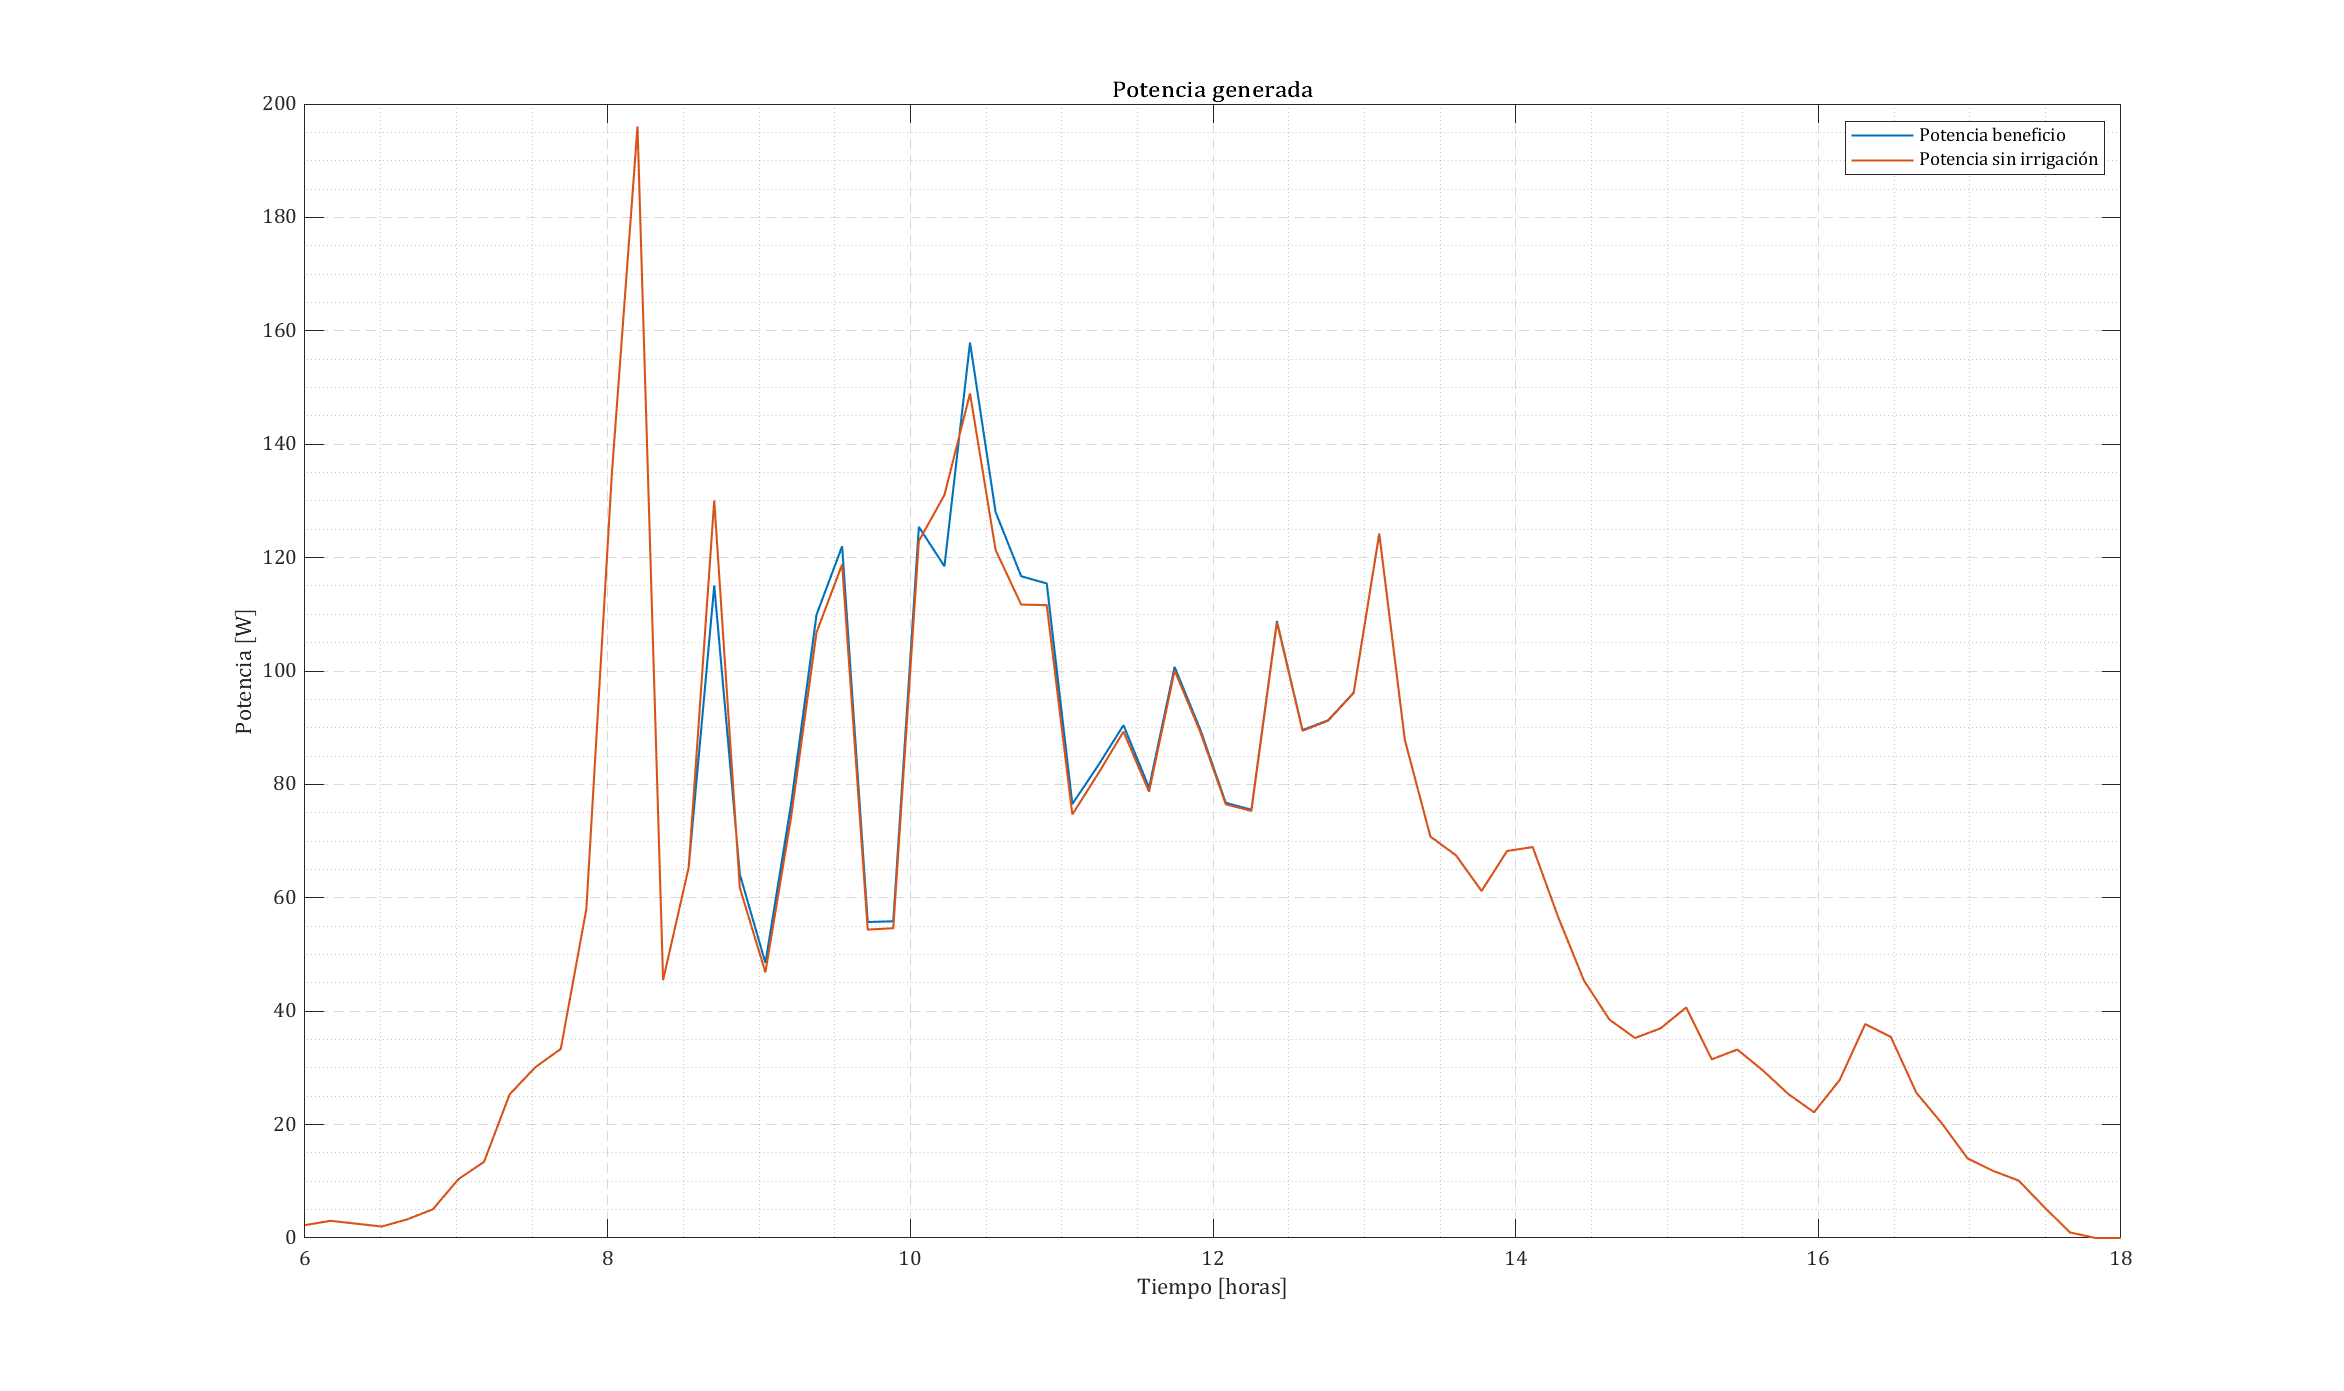 Potencia generada
200
180
160
140
120
100
80
60
40
20
0
Potencia [W]
Potencia beneficio
Potencia sin irrigación
6 8 10 12 14 16 18
Tiempo [horas]